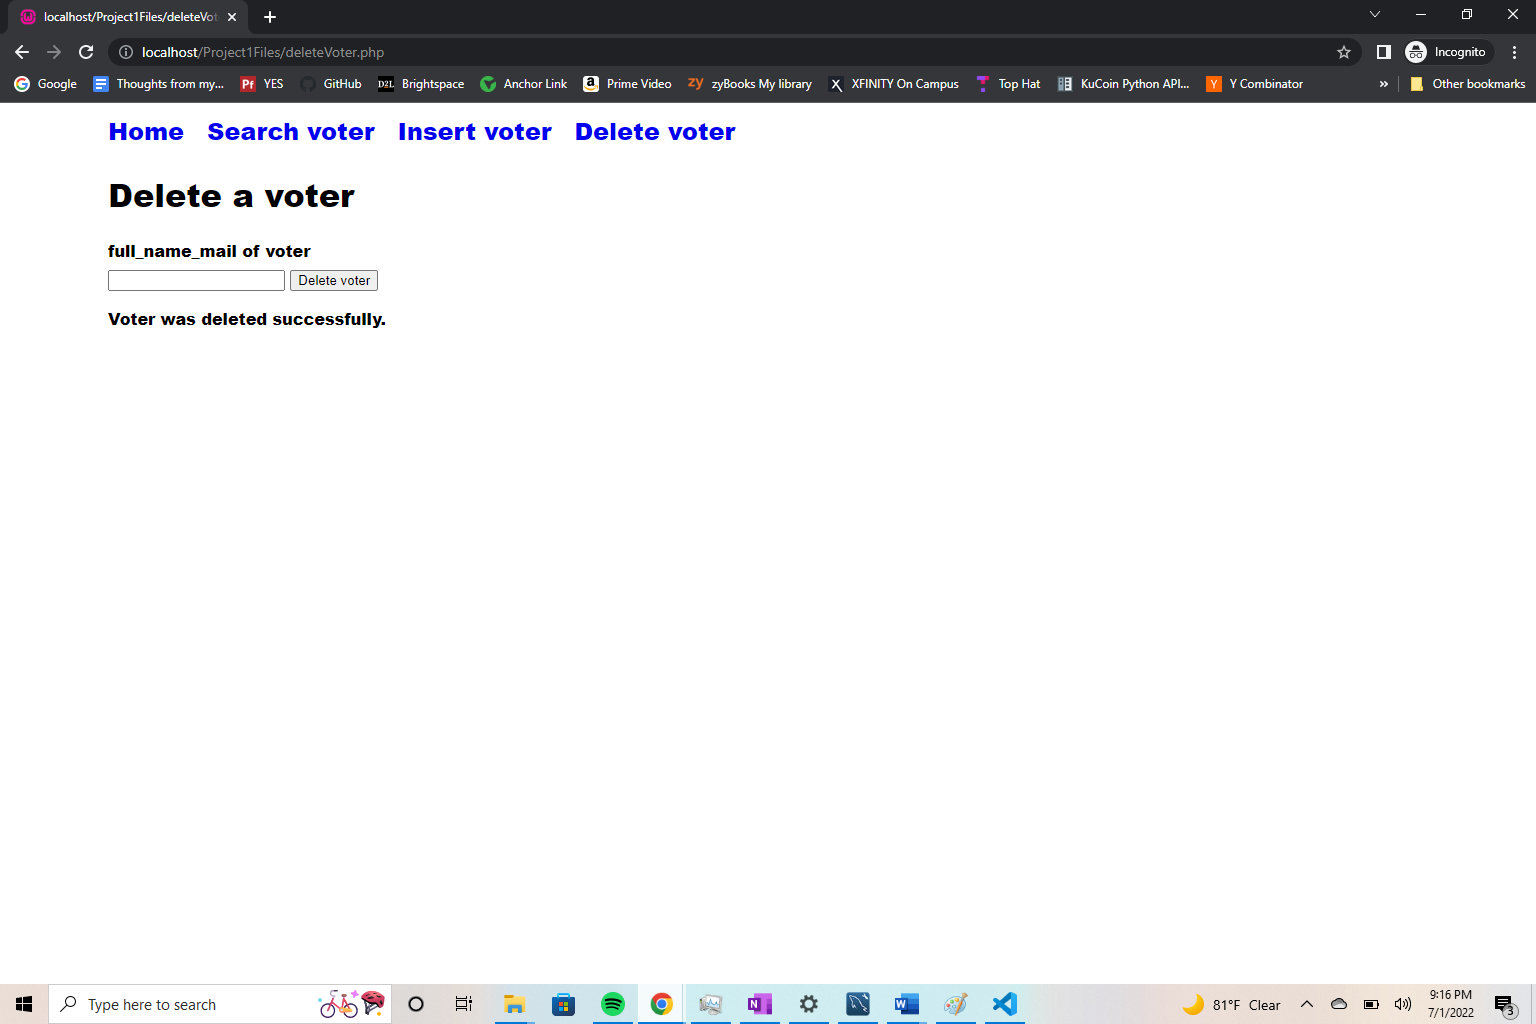 localhost/Project1Files/deleteVot
localhost/Project1Files/deleteVoter.php
Incognito
Google
Thoughts from my...
Pf YES
GitHub
D2L Brightspace
Anchor Link
a Prime Video
zy zyBooks My library
X XFINITY On Campus
Top Hat
KuCoin Python API...
Y Y Combinator
»
Other bookmarks
Home Search voter Insert voter Delete voter
Delete a voter
full_name_mail of voter
Delete voter
Voter was deleted successfully.
Type here to search
81°F Clear
9:16 PM
7/1/2022
3